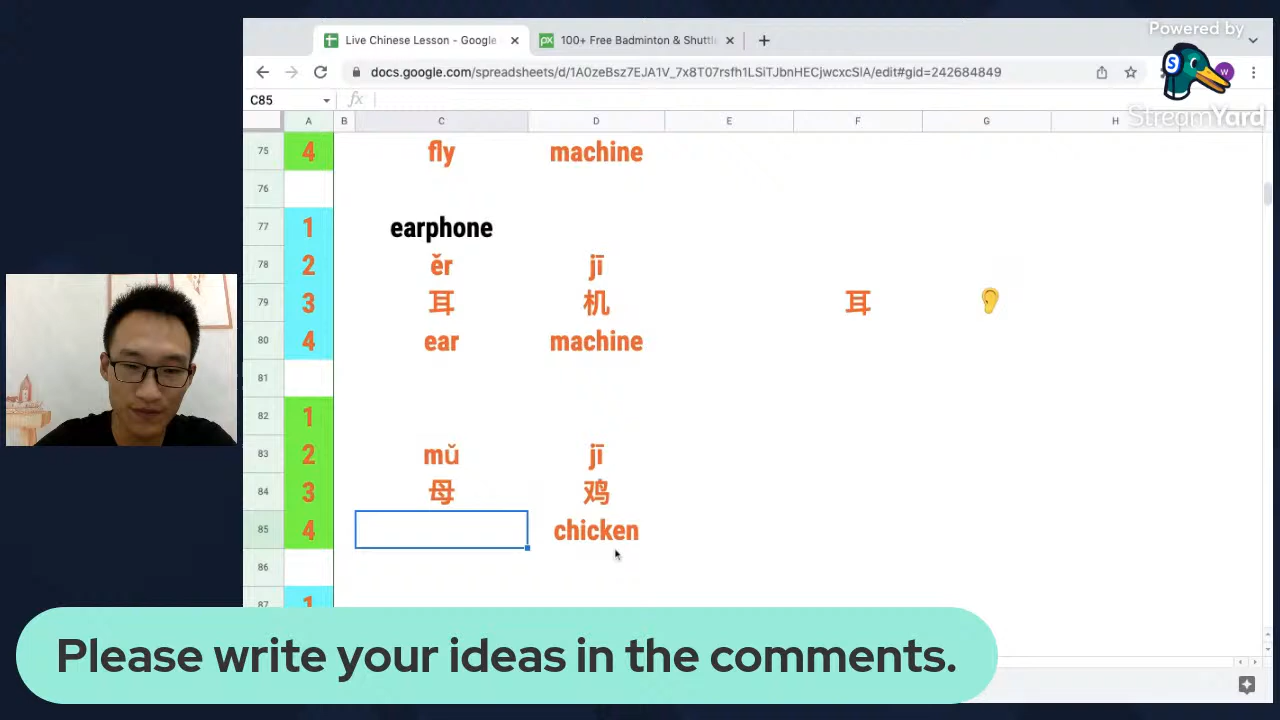 Live Chinese Lesson - Google
100+ Free Badminton & Shuttl
Powered by
docs.google.com/spreadsheets/d/1A0zeBsz7EJA1V_7x8T07rsfh1LSiTJbnHECjwcxcSlA/edit#gid=242684849
S
W
StreamYard
C85
fx
A B C D E F G H
75 4 fly machine
76
77 1 earphone
78 2 ěr jī
79 3 耳 机 耳
80 4 ear machine
81
82 1
83 2 mǔ jī
84 3 母 鸡
85 4 chicken
86
87 1
Please write your ideas in the comments.